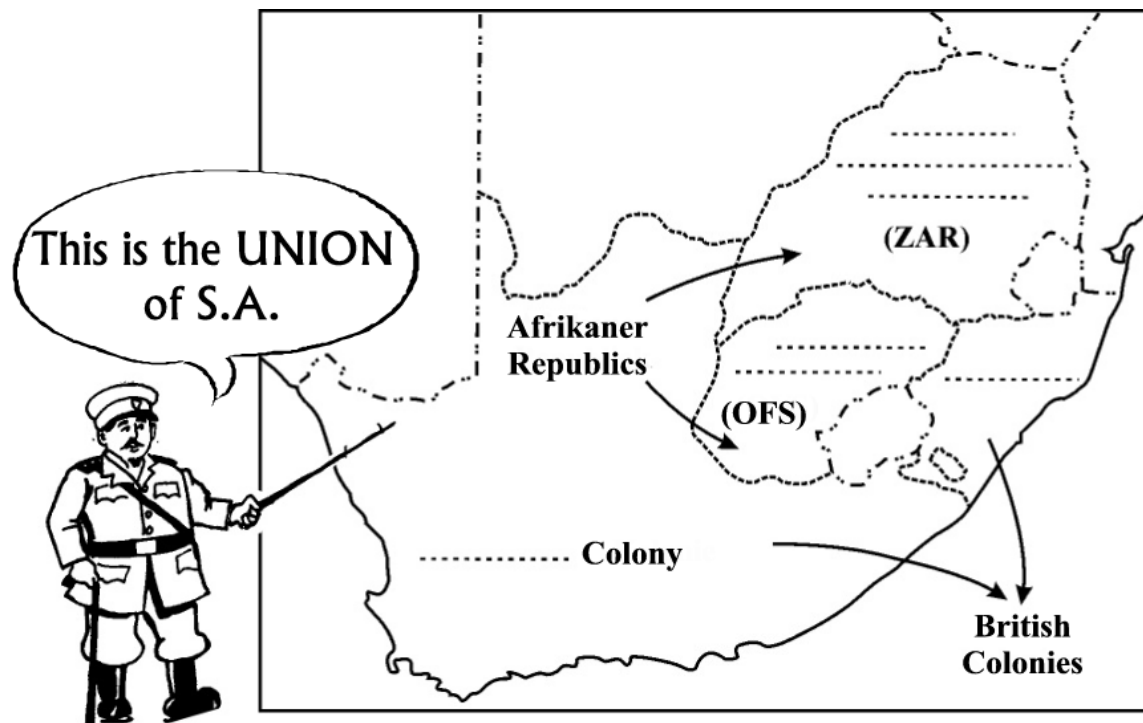 This is the UNION
of S.A.
(ZAR)
Afrikaner
Republics
(OFS)
Colony
British
Colonies